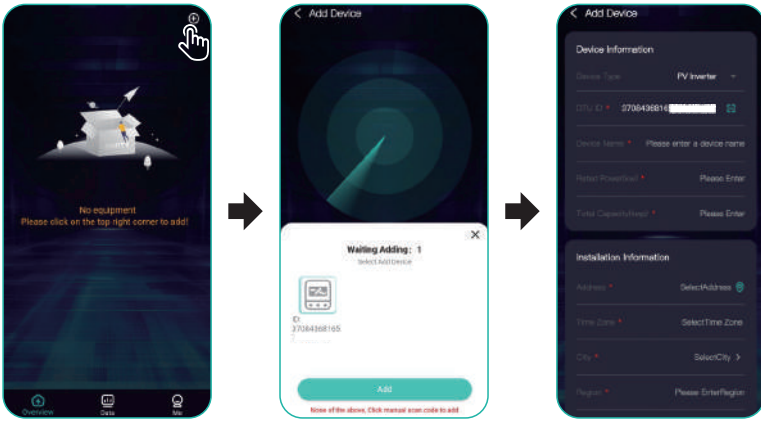 No equipment
Please click on the top right corner to add!
Overview
Data
Me
Add Device
Waiting Adding: 1
Select Add Device
ID:
37084368165
Add
None of the above, Click manual scan code to add
Add Device
Device Information
Device Type PV Inverter
DTU ID * 3708436816
Device Name * Please enter a device name
Rated Power(kw) * Please Enter
Total Capacity(kwp) * Please Enter
Installation Information
Address * SelectAddress
Time Zone * SelectTime Zone
City * SelectCity >
Region * Please EnterRegion